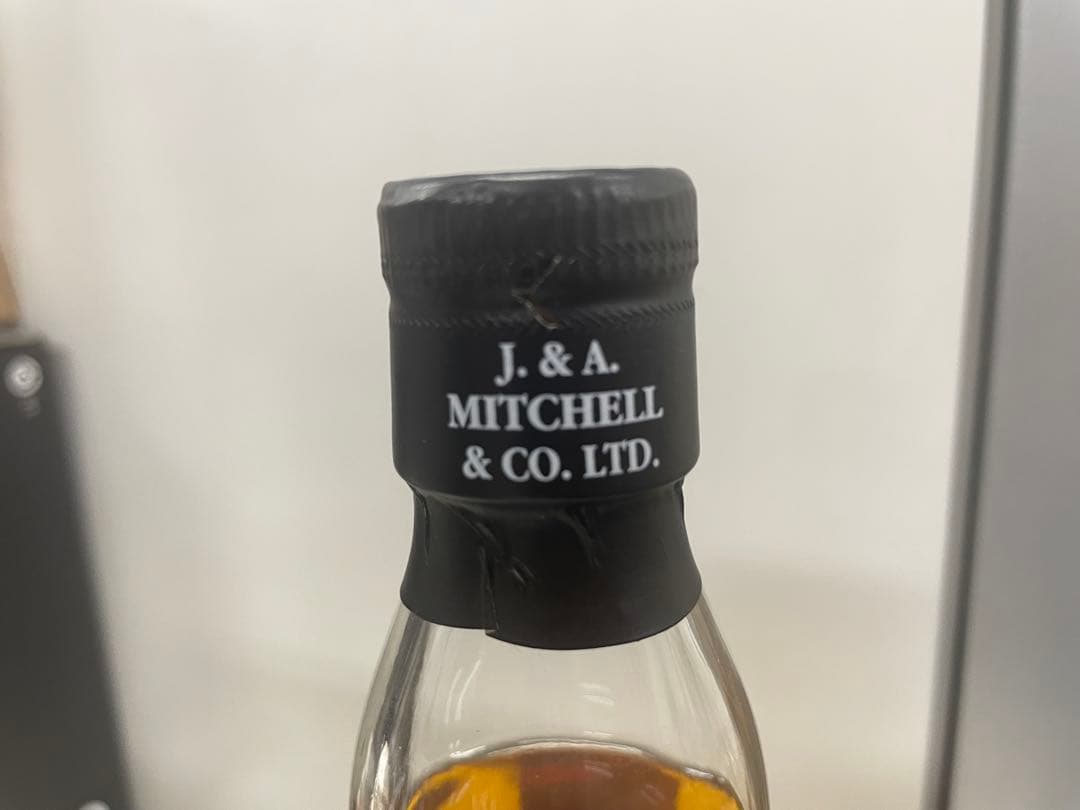 J. & A.
MITCHELL
& CO. LTD.